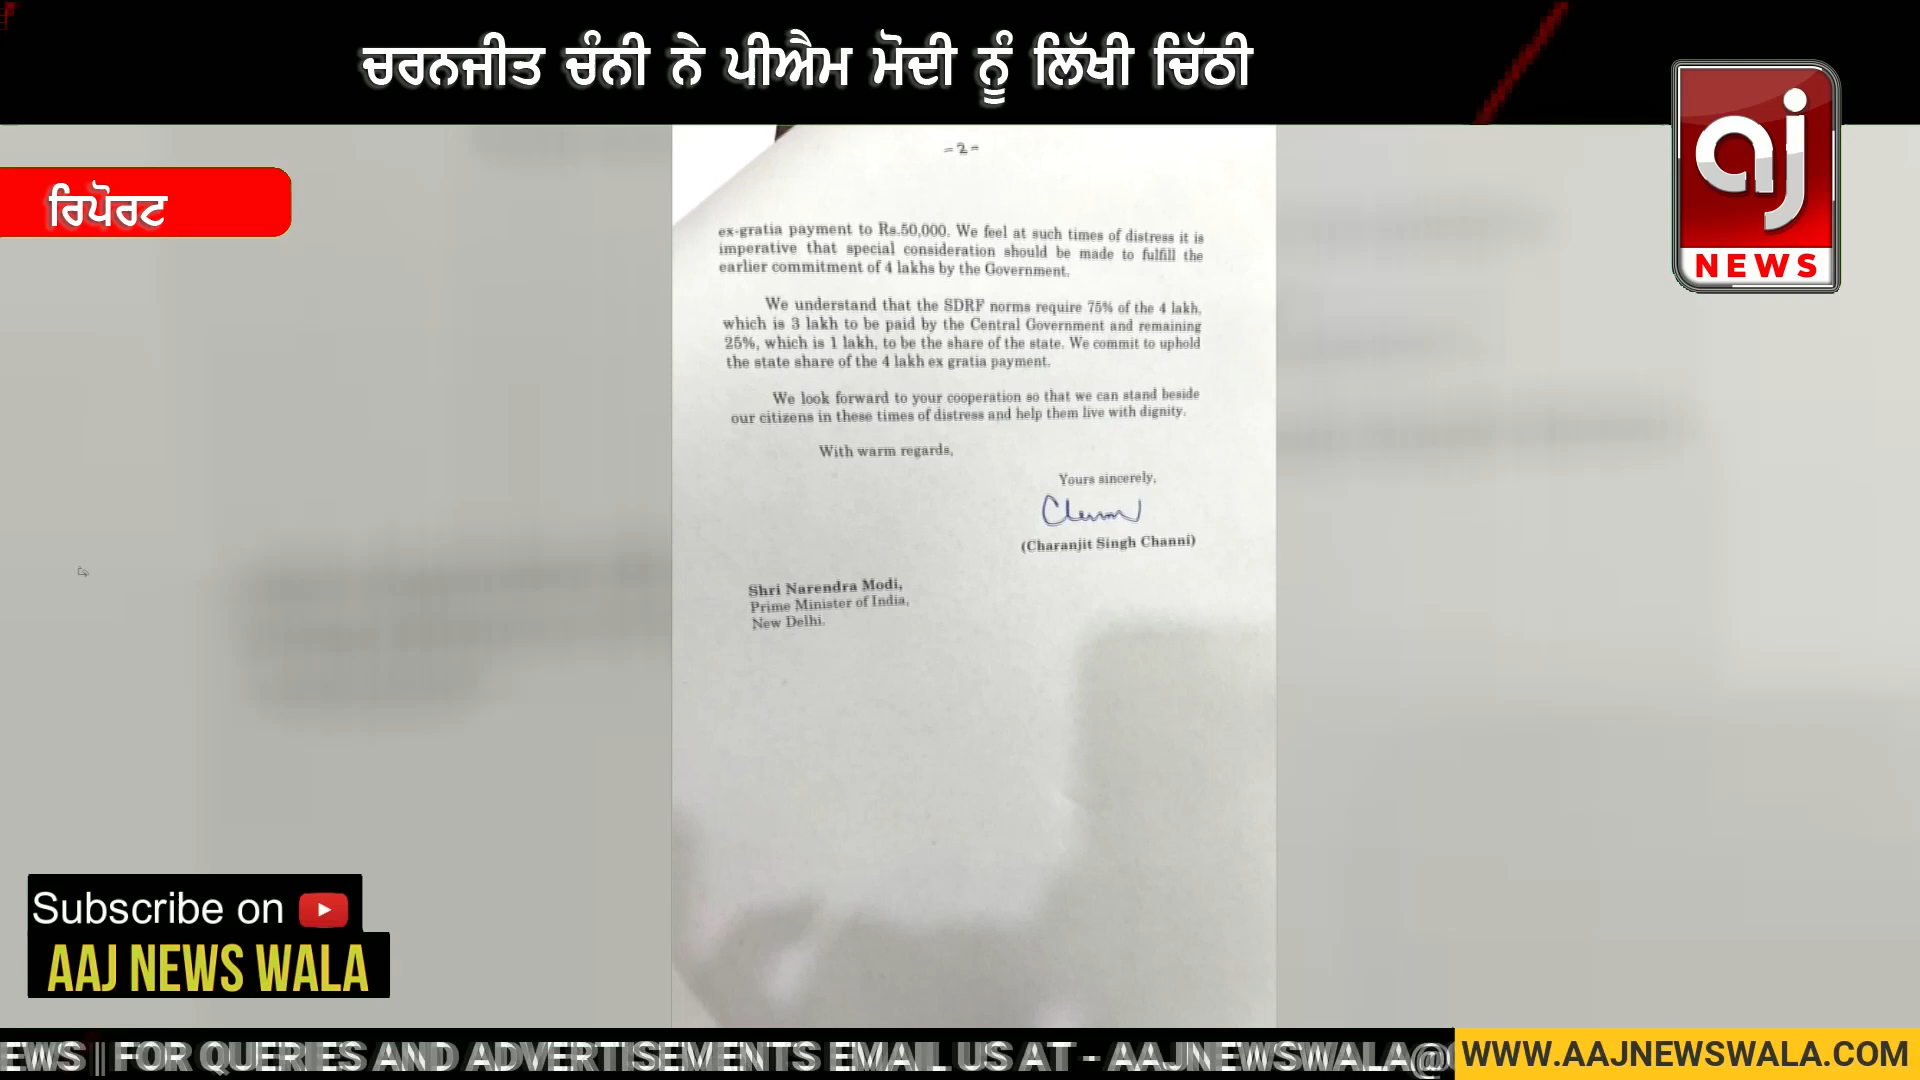 ਚਰਨਜੀਤ ਚੰਨੀ ਨੇ ਪੀਐਮ ਮੋਦੀ ਨੂੰ ਲਿੱਖੀ ਚਿੱਠੀ
aj
NEWS
ਰਿਪੋਰਟ
-2-
ex-gratia payment to Rs.50,000. We feel at such times of distress it is
imperative that special consideration should be made to fulfill the
earlier commitment of 4 lakhs by the Government.
We understand that the SDRF norms require 75% of the 4 lakh,
which is 3 lakh to be paid by the Central Government and remaining
25%, which is 1 lakh, to be the share of the state. We commit to uphold
the state share of the 4 lakh ex gratia payment.
We look forward to your cooperation so that we can stand beside
our citizens in these times of distress and help them live with dignity.
With warm regards,
Yours sincerely,
(Charanjit Singh Channi)
Shri Narendra Modi,
Prime Minister of India,
New Delhi.
Subscribe on
AAJ NEWS WALA
EWS || FOR QUERIES AND ADVERTISEMENTS EMAIL US AT - AAJNEWSWALA@
WWW.AAJNEWSWALA.COM